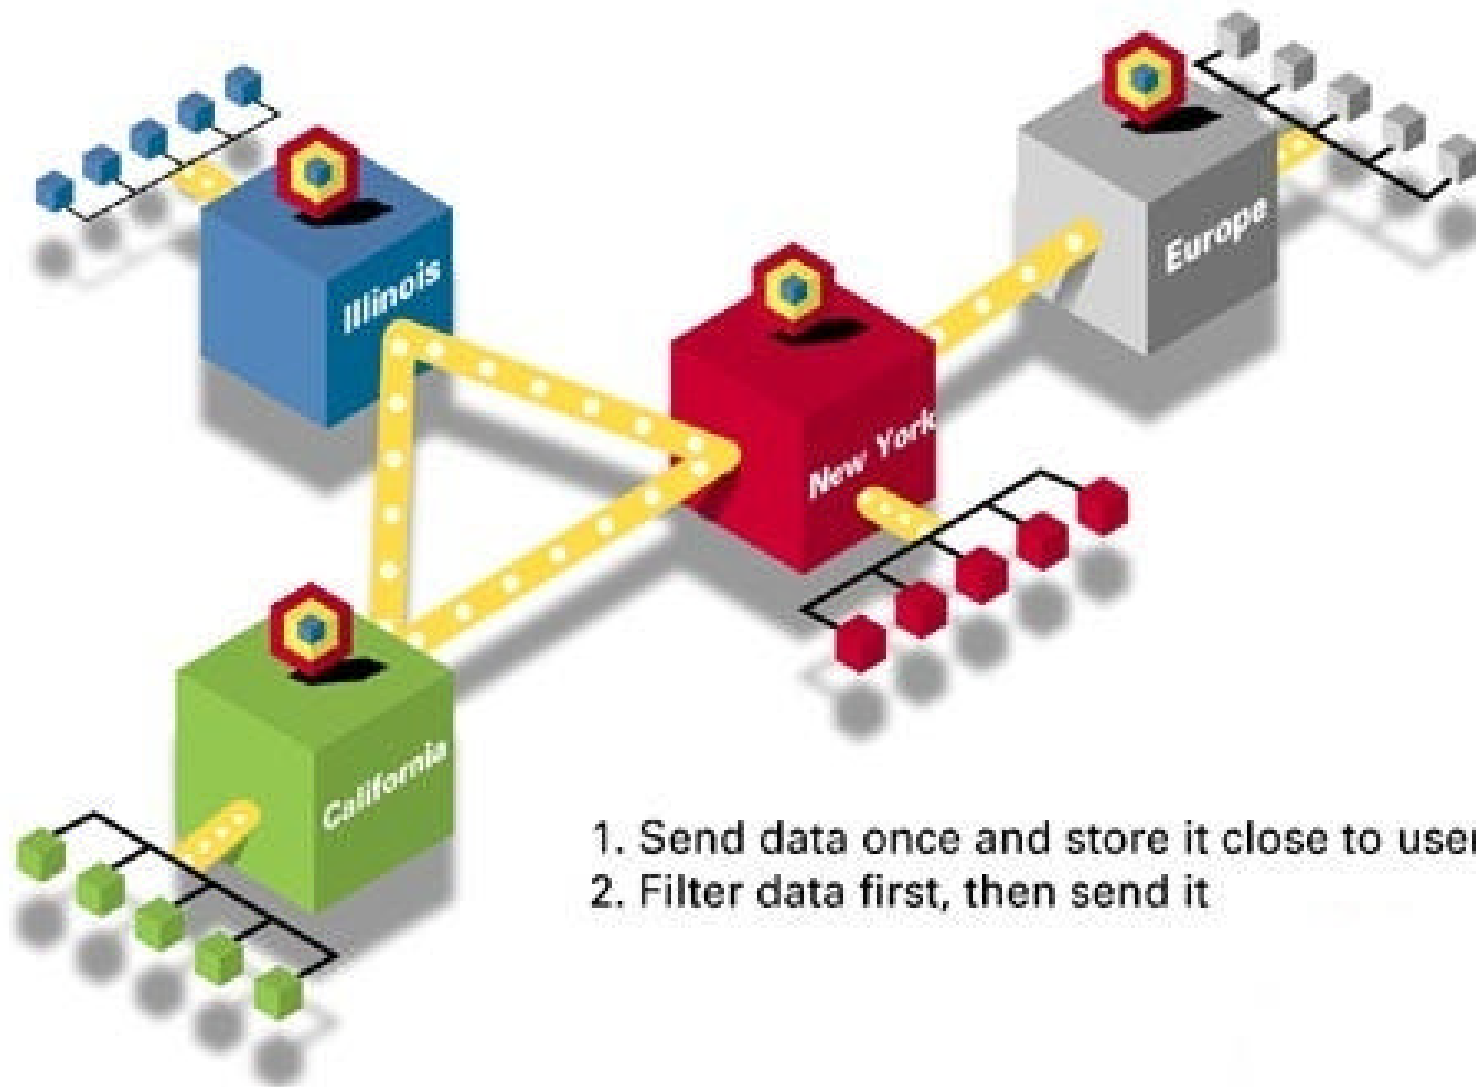 Illinois
Europe
New York
California
1. Send data once and store it close to user
2. Filter data first, then send it